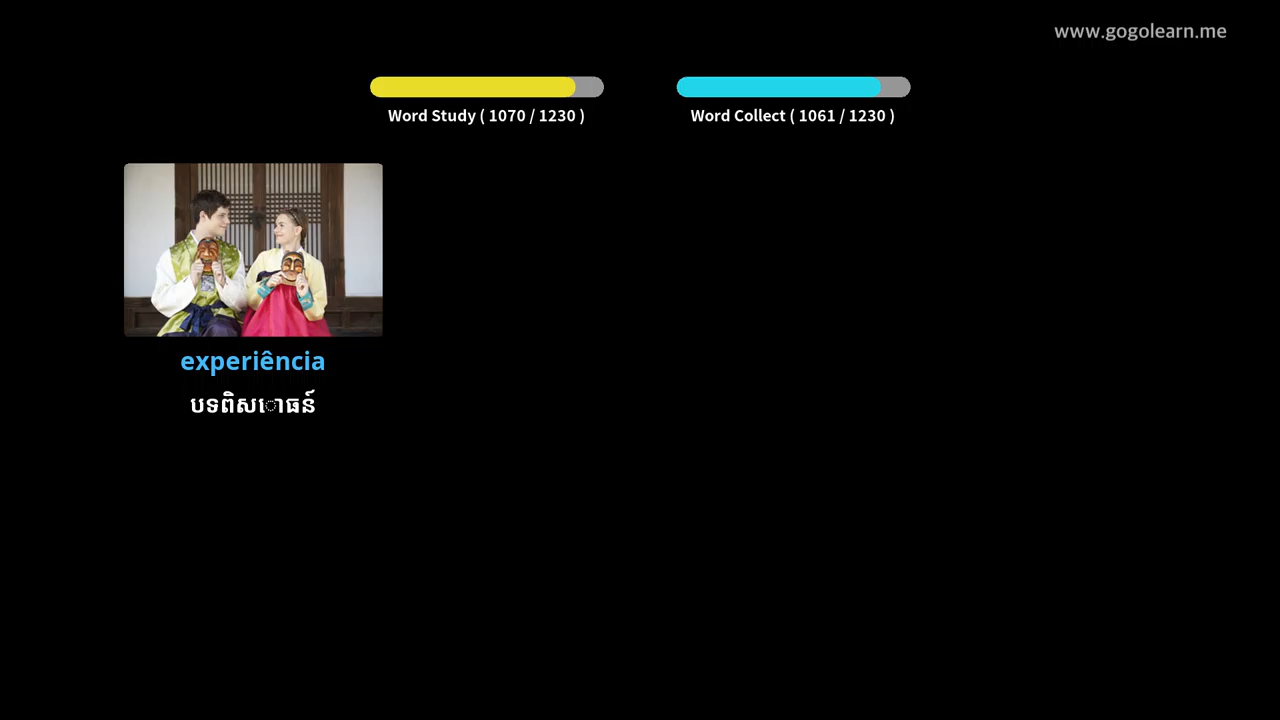 www.gogolearn.me
Word Study ( 1070 / 1230 )
Word Collect ( 1061 / 1230 )
experiência
បទពិសោធន៍